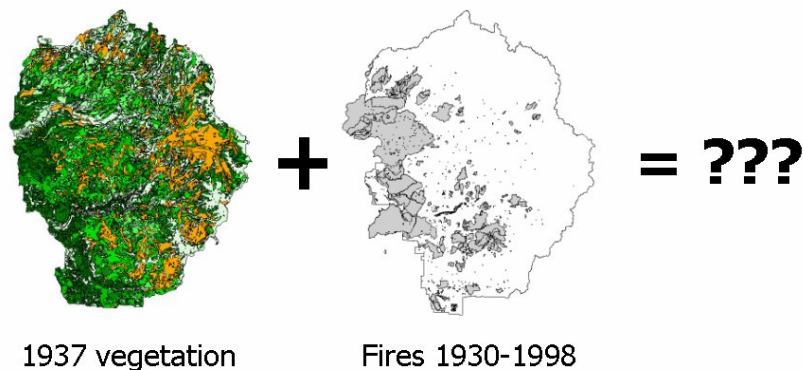 +
= ???
1937 vegetation
Fires 1930-1998